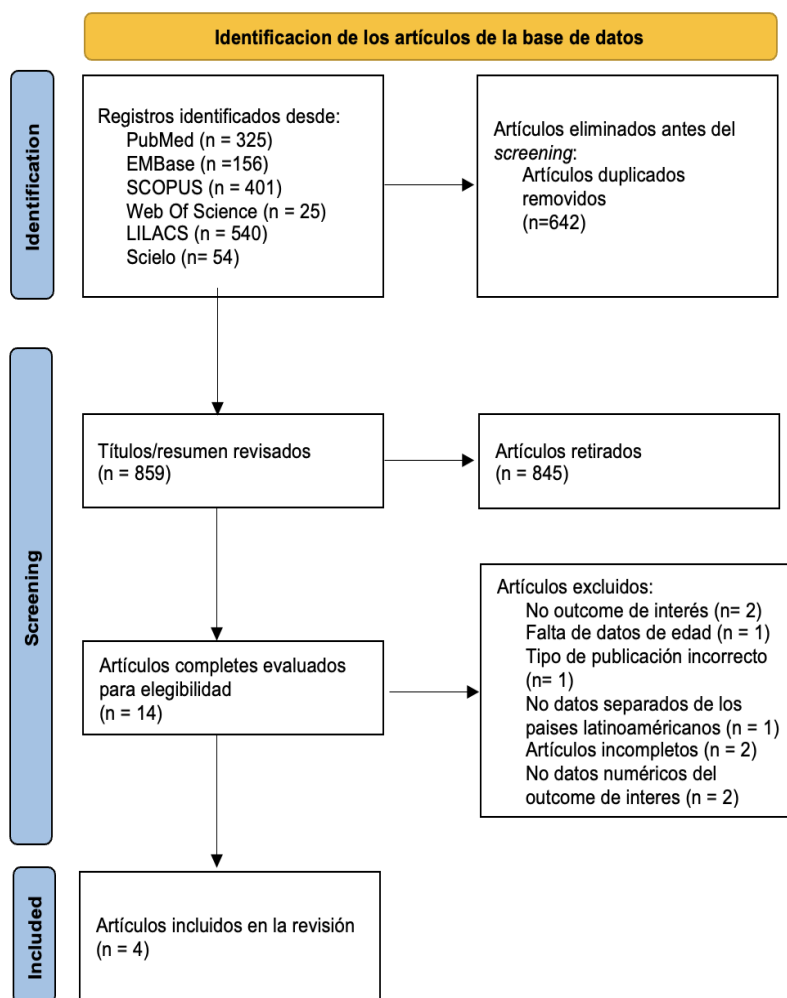 Identificacion de los artículos de la base de datos
Identification
Registros identificados desde:
PubMed (n = 325)
EMBase (n =156)
SCOPUS (n = 401)
Web Of Science (n = 25)
LILACS (n = 540)
Scielo (n= 54)
Artículos eliminados antes del
screening:
Artículos duplicados
removidos
(n=642)
Screening
Títulos/resumen revisados
(n = 859)
Artículos retirados
(n = 845)
Artículos completes evaluados
para elegibilidad
(n = 14)
Artículos excluidos:
No outcome de interés (n= 2)
Falta de datos de edad (n = 1)
Tipo de publicación incorrecto
(n= 1)
No datos separados de los
paises latinoaméricanos (n = 1)
Artículos incompletos (n = 2)
No datos numéricos del
outcome de interes (n = 2)
Included
Artículos incluidos en la revisión
(n = 4)